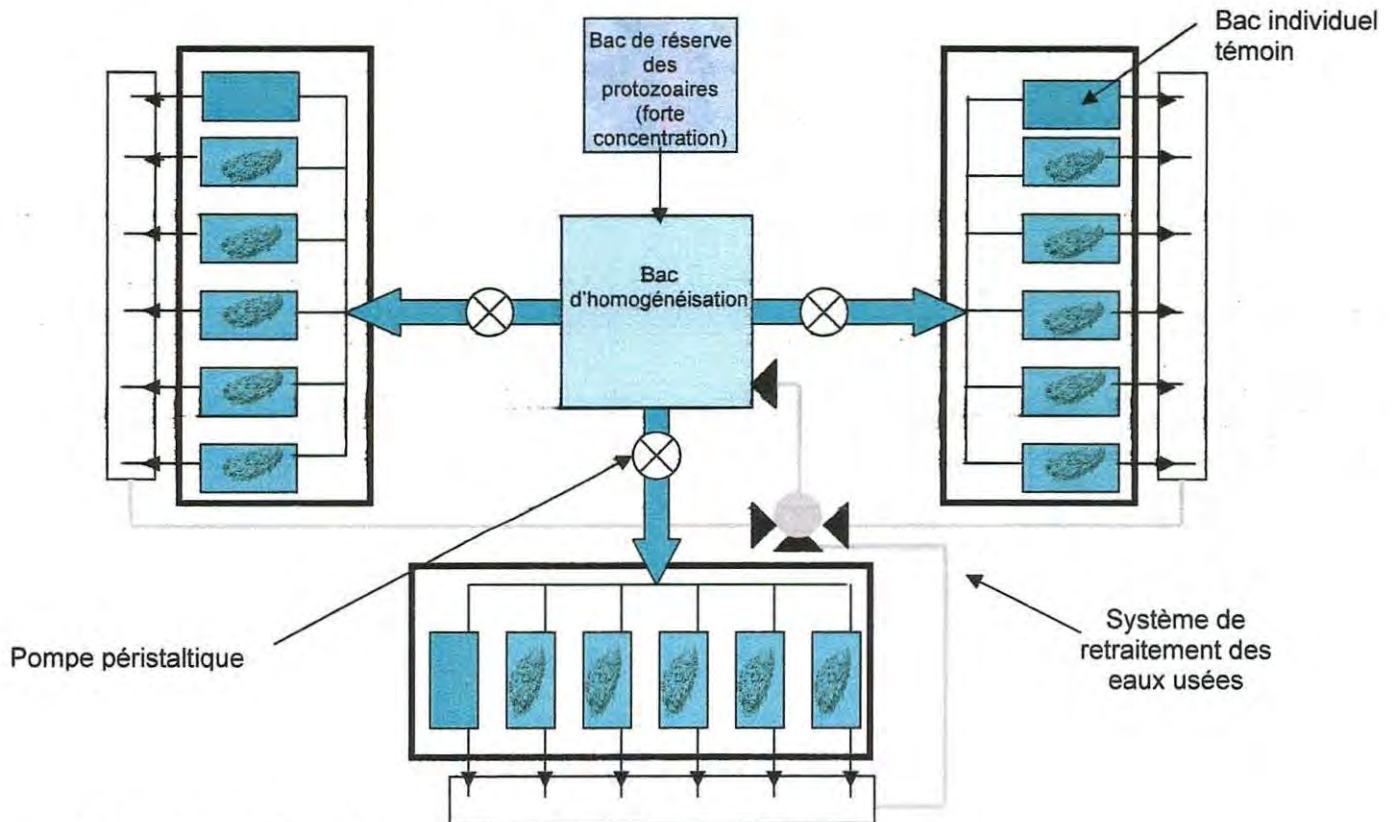 Bac de réserve
des
protozoaires
(forte
concentration)
Bac individuel
témoin
Bac
d'homogénéisation
Pompe péristaltique
Système de
retraitement des
eaux usées